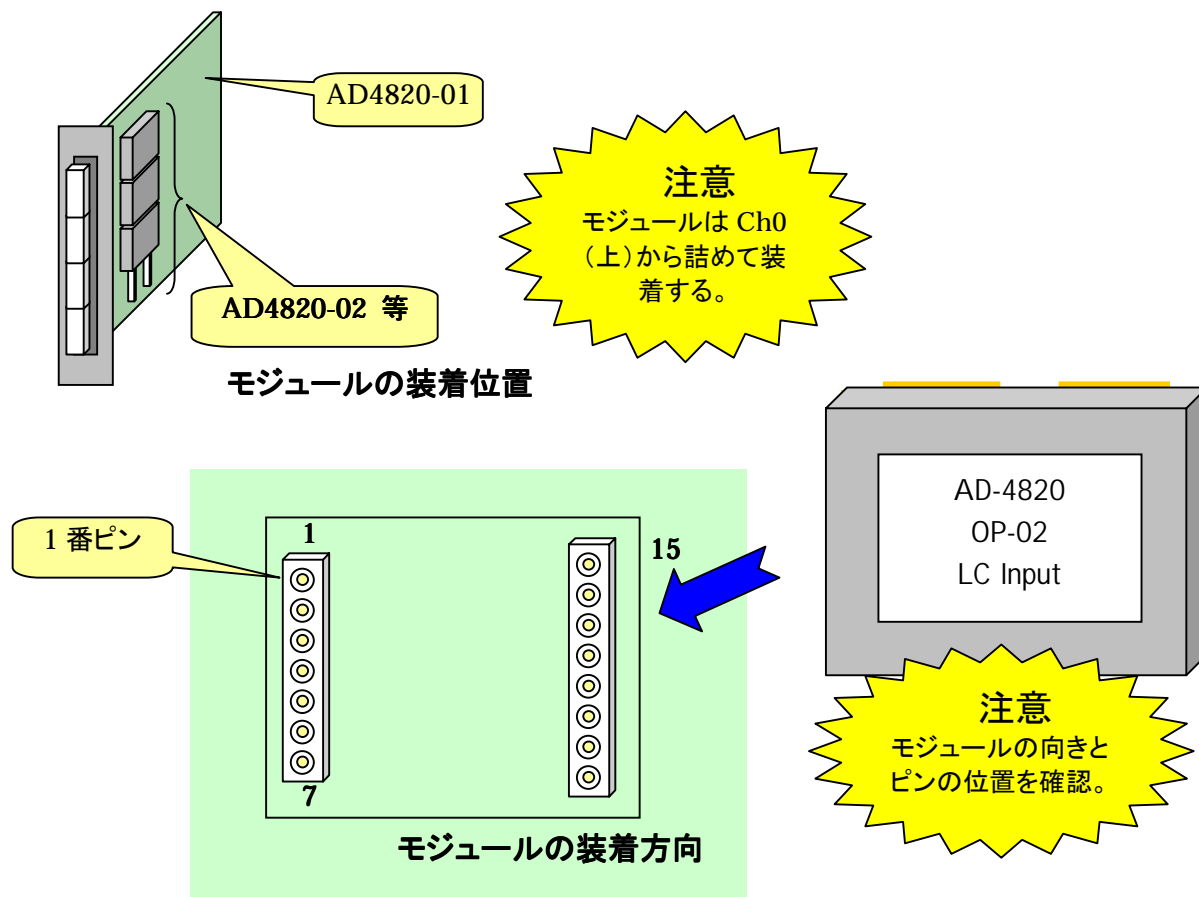 AD4820-01
注意
モジュールは Ch0
（上）から詰めて装
着する。
AD4820-02 等
モジュールの装着位置
AD-4820
OP-02
LC Input
1 番ピン
1
15
7
注意
モジュールの向きと
ピンの位置を確認。
モジュールの装着方向